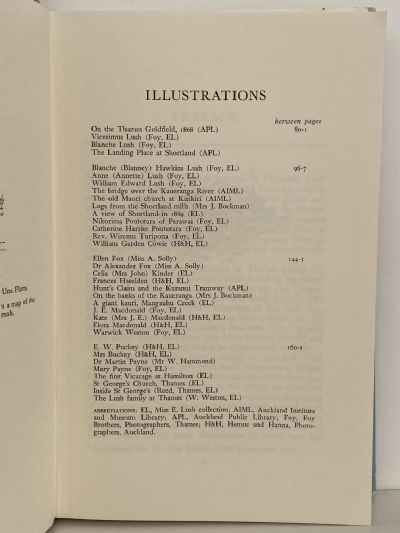 ILLUSTRATIONS
between pages
On the Thames Goldfield, 1868 (APL) 80-1
Vicesimus Lush (Foy, EL)
Blanche Lush (Foy, EL)
The Landing Place at Shortland (APL)
Blanche (Blanney) Hawkins Lush (Foy, EL) 96-7
Anne (Annette) Lush (Foy, EL)
William Edward Lush (Foy, EL)
The bridge over the Kauaeranga River (AIML)
The old Maori church at Kirikiri (AIML)
Logs from the Shortland mills (Mrs J. Bockman)
A view of Shortland in 1869 (EL)
Nikorima Poutotara of Parawai (Foy, EL)
Catherine Harriet Poutotara (Foy, EL)
Rev. Wiremu Turipona (Foy, EL)
William Garden Cowie (H&H, EL)
Ellen Fox (Miss A. Solly) 144-5
Dr Alexander Fox (Miss A. Solly)
Celia (Mrs John) Kinder (EL)
Frances Haselden (H&H, EL)
Hunt's Claim and the Kuranui Tramway (APL)
On the banks of the Kauaeranga (Mrs J. Bockman)
A giant kauri, Mangauhu Creek (EL)
J. E. Macdonald (Foy, EL)
Kate (Mrs J. E.) Macdonald (H&H, EL)
Flora Macdonald (H&H, EL)
Warwick Weston (Foy, EL)
E. W. Puckey (H&H, EL) 160-1
Mrs Buckey (H&H, EL)
Dr Martin Payne (Mr W. Hammond)
Mary Payne (Foy, EL)
The first Vicarage at Hamilton (EL)
St George's Church, Thames (EL)
Inside St George's (Reed, Thames, EL)
The Lush family at Thames (W. Weston, EL)
ABBREVIATIONS: EL, Miss E. Lush collection; AIML, Auckland Institute
and Museum Library; APL, Auckland Public Library; Foy, Foy
Brothers, Photographers, Thames; H&H, Hemus and Hanna, Photo-
graphers, Auckland.
Una Platts.
n a map of the